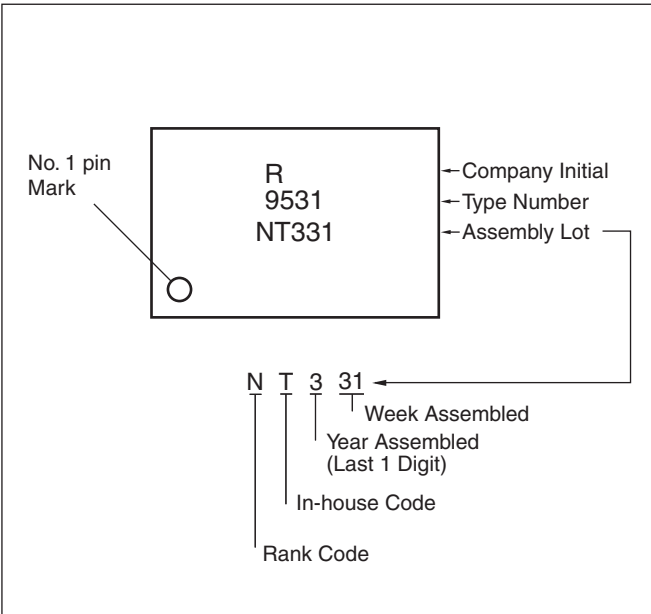 No. 1 pin
Mark
R
9531
NT331
Company Initial
Type Number
Assembly Lot
N T 3 31
Week Assembled
Year Assembled
(Last 1 Digit)
In-house Code
Rank Code